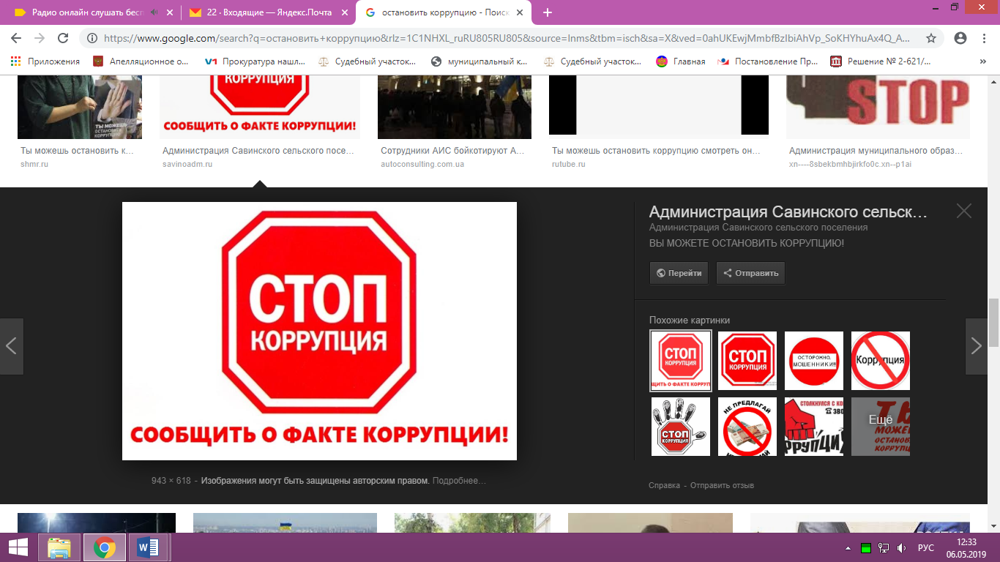 Радио онлайн слушать бесп
22 · Входящие — Яндекс.Почта
остановить коррупцию - Поиск
https://www.google.com/search?q=остановить+коррупцию&rlz=1C1NHXL_ruRU805RU805&source=lnms&tbm=isch&sa=X&ved=0ahUKEwjMmbfBzIbiAhVp_SoKHYhuAx4Q_A...
Приложения
Апелляционое о...
Прокуратура нашл...
Судебный участок...
муниципальный к...
Судебный участок...
Главная
Постановление Пр...
Решение № 2-621/...
»
ТЫ МОЖЕШЬ
ОСТАНОВИТЬ
КОРРУПЦИЮ
КОРРУПЦИЯ
СООБЩИТЬ О ФАКТЕ КОРРУПЦИИ!
STOP
Ты можешь остановить к...
shmr.ru
Администрация Савинского сельского посе...
savinoadm.ru
Сотрудники АИС бойкотируют А...
autoconsulting.com.ua
Ты можешь остановить коррупцию смотреть он...
rutube.ru
Администрация муниципального образ...
xn----8sbekbmhbjirkfo0c.xn--p1ai
СТОП
КОРРУПЦИЯ
СООБЩИТЬ О ФАКТЕ КОРРУПЦИИ!
943 × 618 - Изображения могут быть защищены авторским правом. Подробнее...
Администрация Савинского сельск...
Администрация Савинского сельского поселения
ВЫ МОЖЕТЕ ОСТАНОВИТЬ КОРРУПЦИЮ!
Перейти
Отправить
Похожие картинки
СТОП
КОРРУПЦИЯ
ЩИТЬ О ФАКТЕ КОРРУП
СТОП
КОРРУПЦИЯ
ОСТОРОЖНО,
МОШЕННИКИ!!!
Коррупция
СТОП
КОРРУПЦИЯ
НЕ ПРЕДЛАГАЙ
СТОЛКНУЛСЯ С КО
ЗВО
РРУПЦИ
ТЫ
МОЖЕ
ОСТАНОВ
КОРРУПЦ
Ещё
Справка - Отправить отзыв
РУС
12:33
06.05.2019